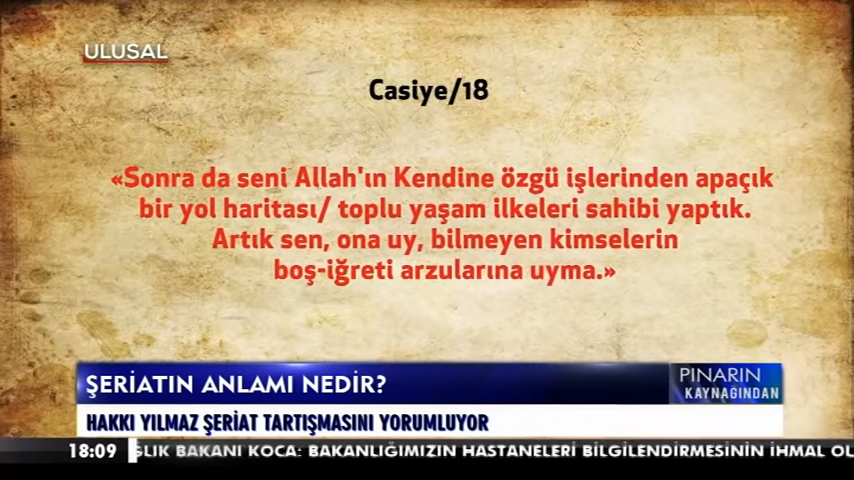 ULUSAL
Casiye/18
«Sonra da seni Allah'ın Kendine özgü işlerinden apaçık
bir yol haritası/ toplu yaşam ilkeleri sahibi yaptık.
Artık sen, ona uy, bilmeyen kimselerin
boş-iğreti arzularına uyma.»
ŞERİATIN ANLAMI NEDİR?
PINARIN
KAYNAĞINDAN
HAKKI YILMAZ ŞERİAT TARTIŞMASINI YORUMLUYOR
18:09
BAKANI KOCA: BAKANLIĞIMIZIN HASTANELERİ BİLGİLENDİRMESİNİN İHMAL